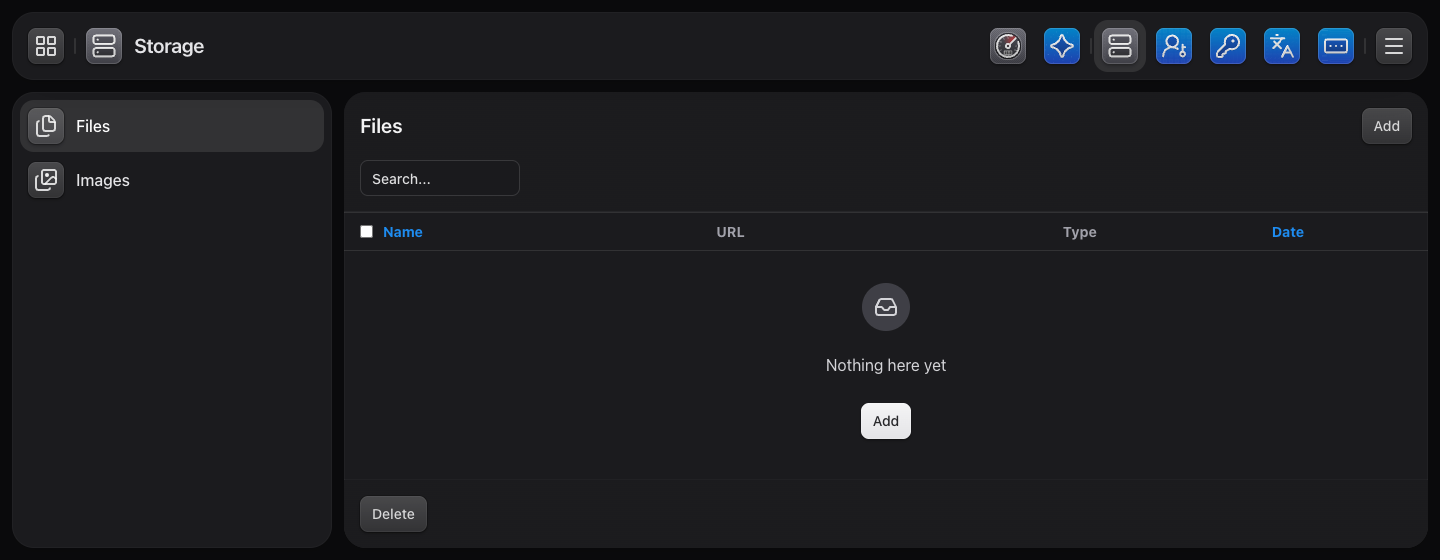 Storage
Files
Images
Files
Add
Search...
Name URL Type Date
Nothing here yet
Add
Delete